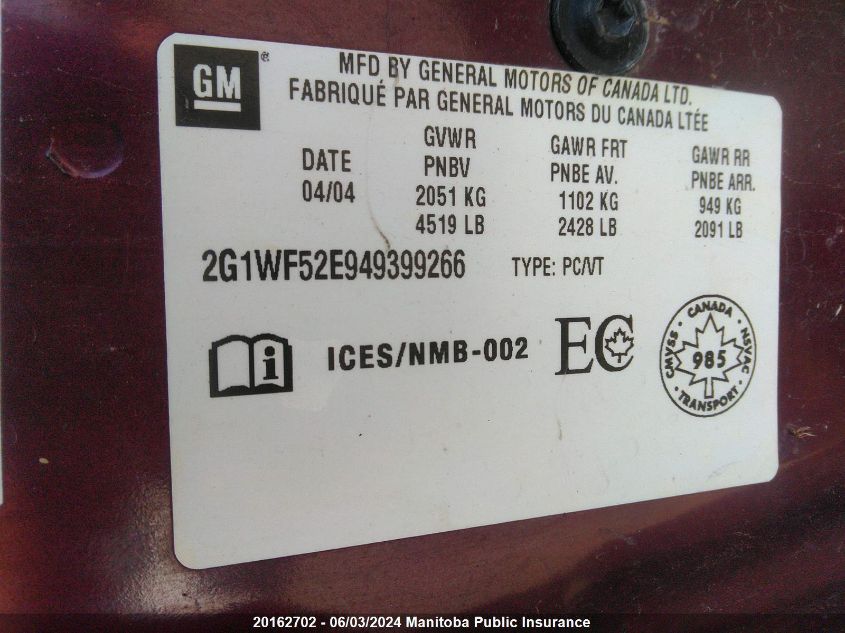 GM®
MFD BY GENERAL MOTORS OF CANADA LTD.
FABRIQUÉ PAR GENERAL MOTORS DU CANADA LTÉE
DATE
04/04
GVWR
PNBV
2051 KG
4519 LB
GAWR FRT
PNBE AV.
1102 KG
2428 LB
GAWR RR
PNBE ARR.
949 KG
2091 LB
2G1WF52E949399266 TYPE: PC/VT
ICES/NMB-002
EC
CANADA
CMVSS
NSVAC
985
TRANSPORT
20162702 - 06/03/2024 Manitoba Public Insurance